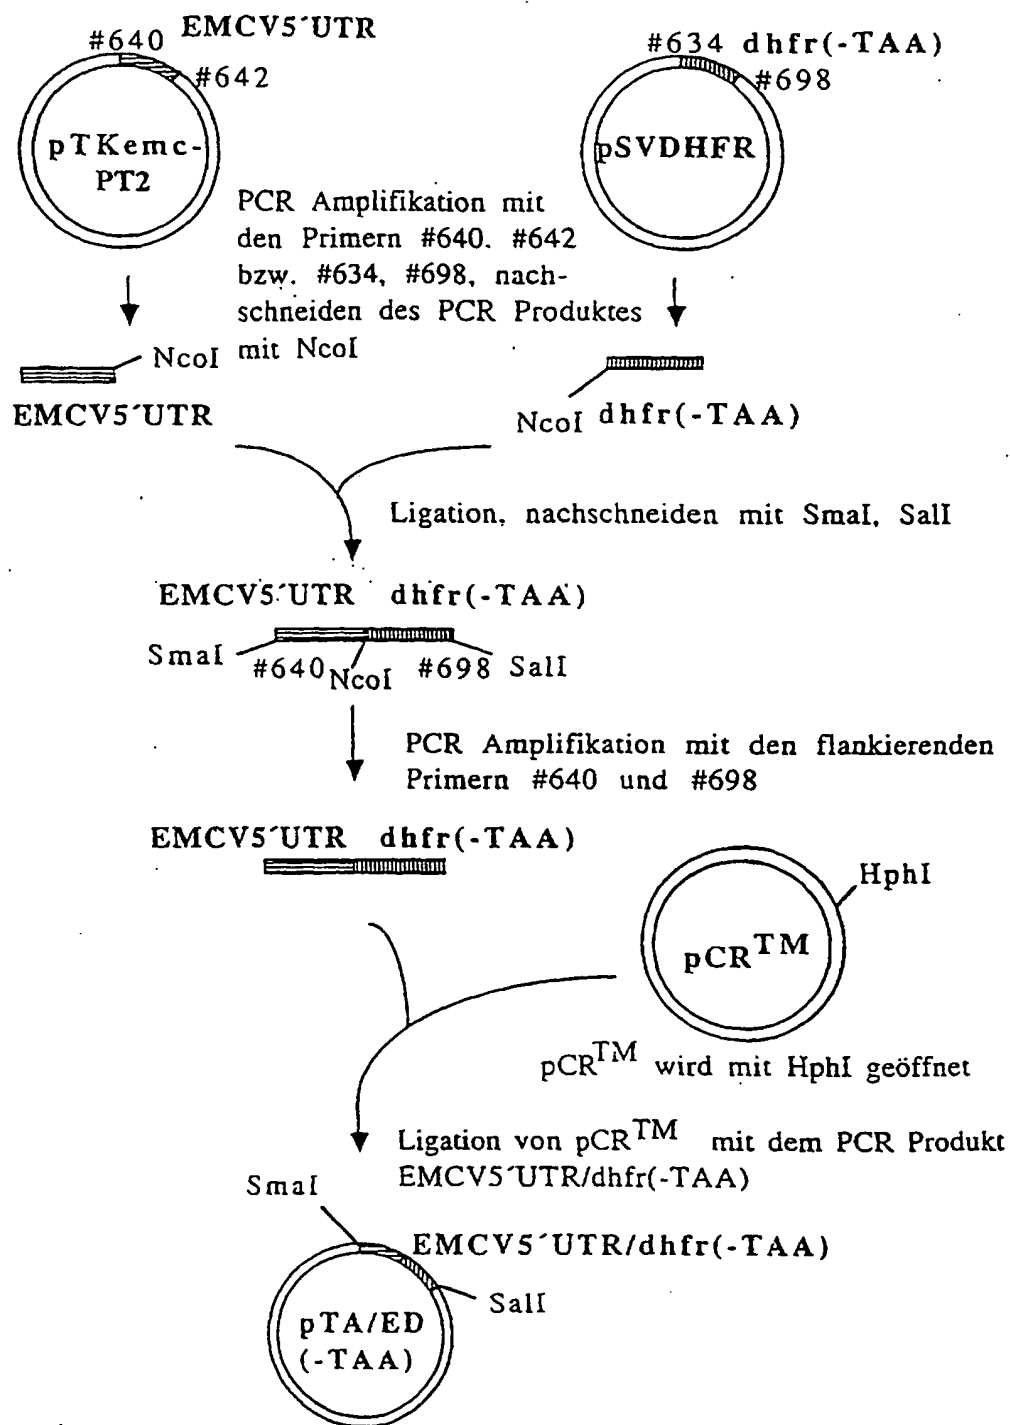 #640 EMCV5´UTR
#642
pTKemc-
PT2
#634 dhfr(-TAA)
#698
pSVDHFR
PCR Amplifikation mit
den Primern #640. #642
bzw. #634, #698, nach-
schneiden des PCR Produktes
mit NcoI
NcoI
EMCV5´UTR
NcoI dhfr(-TAA)
Ligation, nachschneiden mit SmaI, SalI
EMCV5´UTR dhfr(-TAA)
SmaI #640 NcoI #698 SalI
PCR Amplifikation mit den flankierenden
Primern #640 und #698
EMCV5´UTR dhfr(-TAA)
HphI
pCR™
pCR™ wird mit HphI geöffnet
Ligation von pCR™ mit dem PCR Produkt
EMCV5´UTR/dhfr(-TAA)
SmaI
EMCV5´UTR/dhfr(-TAA)
SalI
pTA/ED
(-TAA)